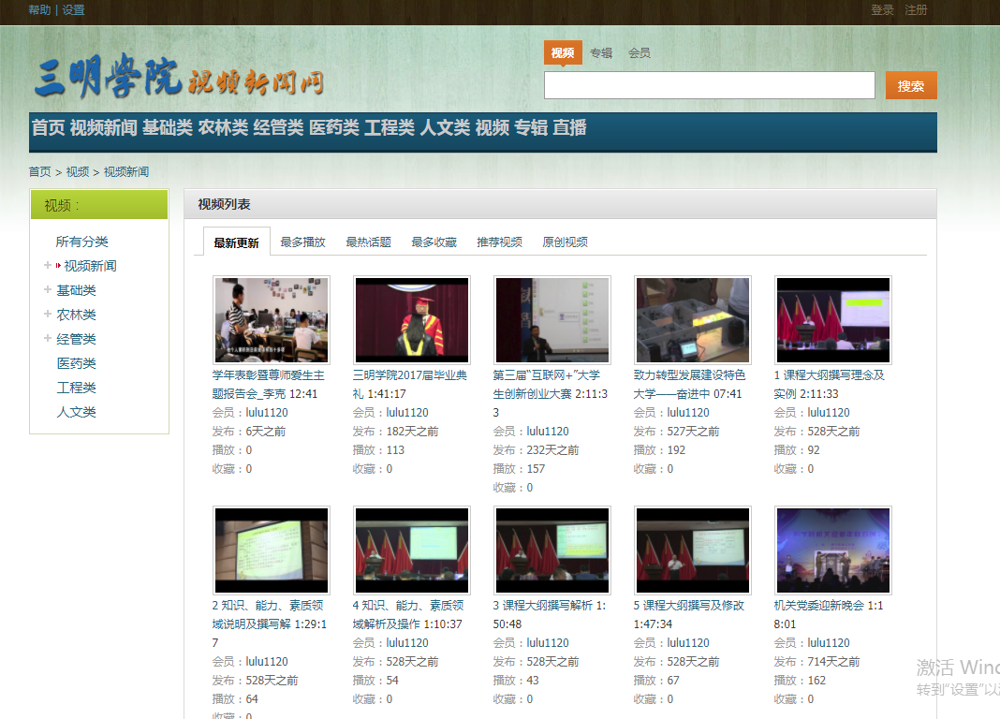 帮助 | 设置
登录 注册
三明學院 视频新闻网
视频 专辑 会员
搜索
首页 视频新闻 基础类 农林类 经管类 医药类 工程类 人文类 视频 专辑 直播
首页 > 视频 > 视频新闻
视频 :
所有分类
视频新闻
基础类
农林类
经管类
医药类
工程类
人文类
视频列表
最新更新 最多播放 最热话题 最多收藏 推荐视频 原创视频
学年表彰暨尊师爱生主
题报告会_李克 12:41
会员：lulu1120
发布：6天之前
播放：0
收藏：0
三明学院2017届毕业典
礼 1:41:17
会员：lulu1120
发布：182天之前
播放：113
收藏：0
第三届"互联网+"大学
生创新创业大赛 2:11:3
3
会员：lulu1120
发布：232天之前
播放：157
收藏：0
致力转型发展建设特色
大学——奋进中 07:41
会员：lulu1120
发布：527天之前
播放：192
收藏：0
1 课程大纲撰写理念及
实例 2:11:33
会员：lulu1120
发布：528天之前
播放：92
收藏：0
2 知识、能力、素质领
域说明及撰写解 1:29:1
7
会员：lulu1120
发布：528天之前
播放：64
收藏：0
4 知识、能力、素质领
域解析及操作 1:10:37
会员：lulu1120
发布：528天之前
播放：54
收藏：0
3 课程大纲撰写解析 1:
50:48
会员：lulu1120
发布：528天之前
播放：43
收藏：0
5 课程大纲撰写及修改
1:47:34
会员：lulu1120
发布：528天之前
播放：67
收藏：0
机关党委迎新晚会 1:1
8:01
会员：lulu1120
发布：714天之前
播放：162
收藏：0
激活 Wind
转到"设置"以